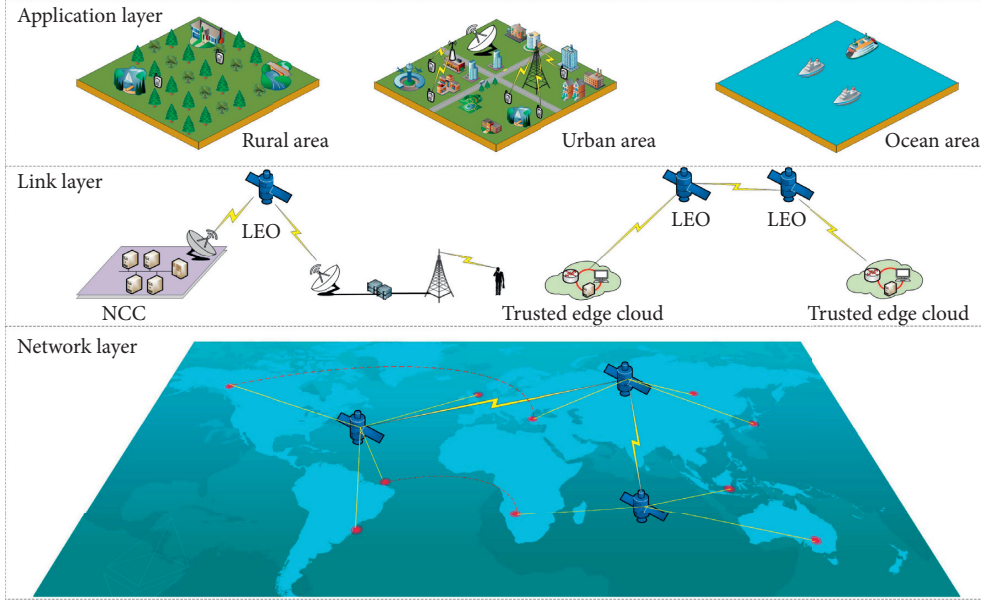 Application layer
Rural area
Urban area
Ocean area
Link layer
LEO
LEO
LEO
NCC
Trusted edge cloud
Trusted edge cloud
Network layer